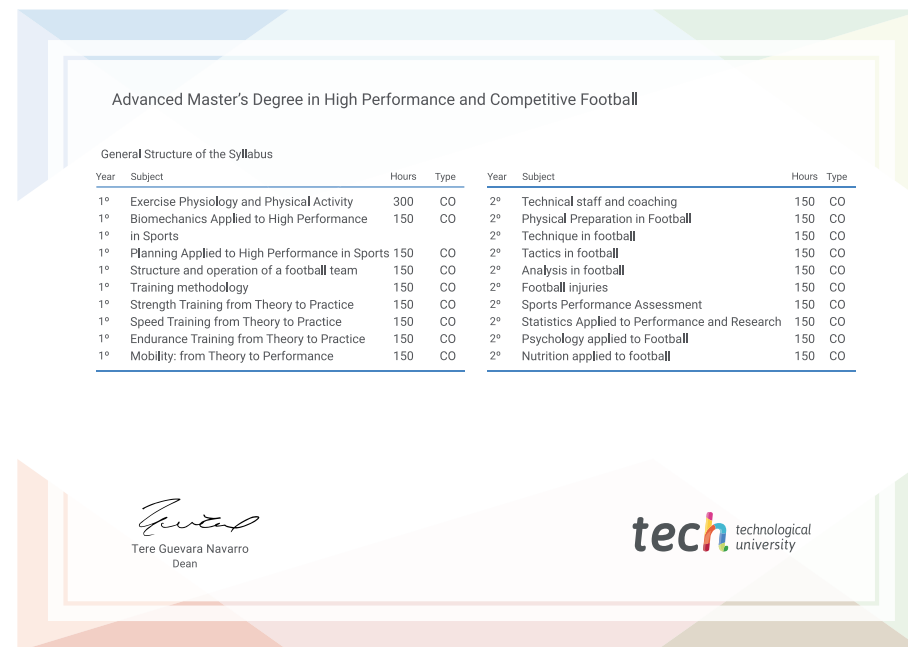 Advanced Master's Degree in High Performance and Competitive Football
General Structure of the Syllabus
Year Subject Hours Type
1º Exercise Physiology and Physical Activity 300 CO
1º Biomechanics Applied to High Performance 150 CO
1º in Sports
1º Planning Applied to High Performance in Sports 150 CO
1º Structure and operation of a football team 150 CO
1º Training methodology 150 CO
1º Strength Training from Theory to Practice 150 CO
1º Speed Training from Theory to Practice 150 CO
1º Endurance Training from Theory to Practice 150 CO
1º Mobility: from Theory to Performance 150 CO
Year Subject Hours Type
2º Technical staff and coaching 150 CO
2º Physical Preparation in Football 150 CO
2º Technique in football 150 CO
2º Tactics in football 150 CO
2º Analysis in football 150 CO
2º Football injuries 150 CO
2º Sports Performance Assessment 150 CO
2º Statistics Applied to Performance and Research 150 CO
2º Psychology applied to Football 150 CO
2º Nutrition applied to football 150 CO
Tere Guevara Navarro
Dean
tech technological
university